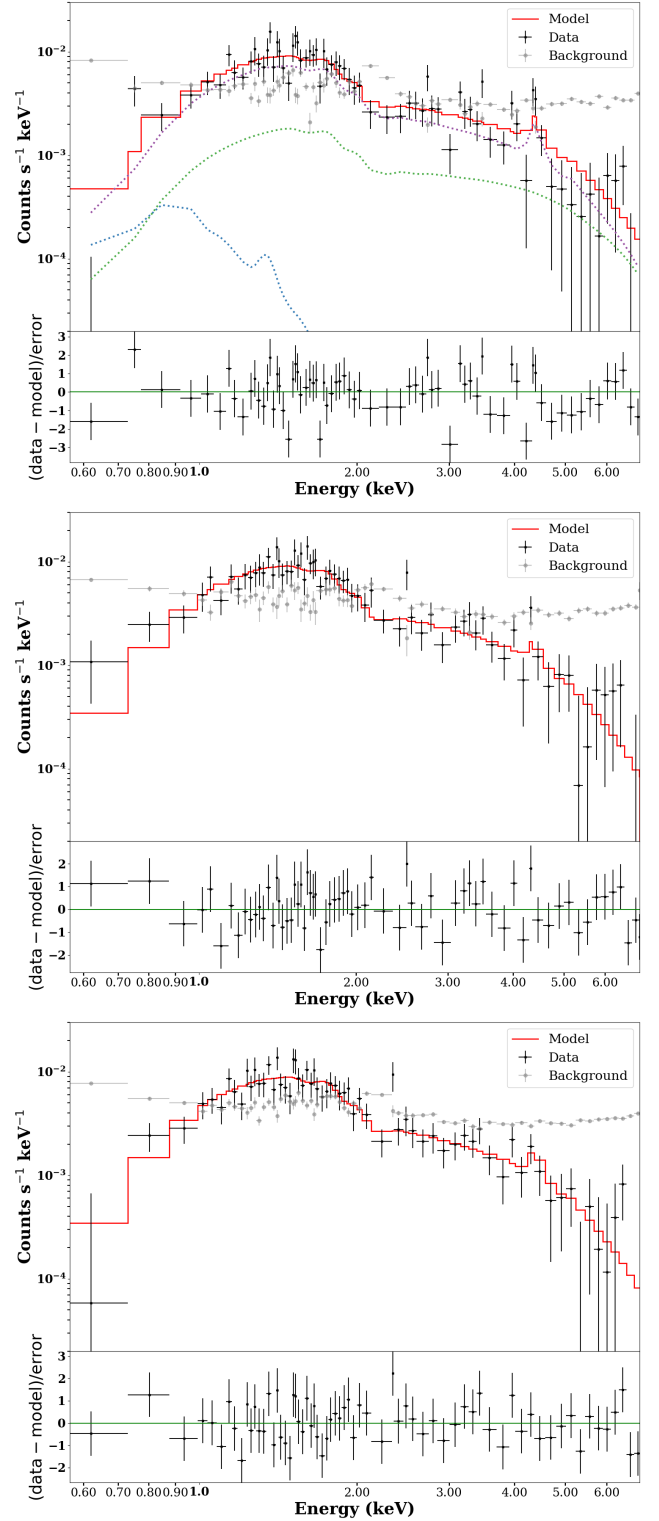 10⁻²
10⁻³
10⁻⁴
Counts s⁻¹ keV⁻¹
Model
Data
Background
3
2
1
0
−1
−2
−3
(data − model)/error
0.60 0.70 0.80 0.90 1.0 2.00 3.00 4.00 5.00 6.00
Energy (keV)
10⁻²
10⁻³
10⁻⁴
Counts s⁻¹ keV⁻¹
Model
Data
Background
2
1
0
−1
−2
(data − model)/error
0.60 0.70 0.80 0.90 1.0 2.00 3.00 4.00 5.00 6.00
Energy (keV)
10⁻²
10⁻³
10⁻⁴
Counts s⁻¹ keV⁻¹
Model
Data
Background
3
2
1
0
−1
−2
(data − model)/error
0.60 0.70 0.80 0.90 1.0 2.00 3.00 4.00 5.00 6.00
Energy (keV)